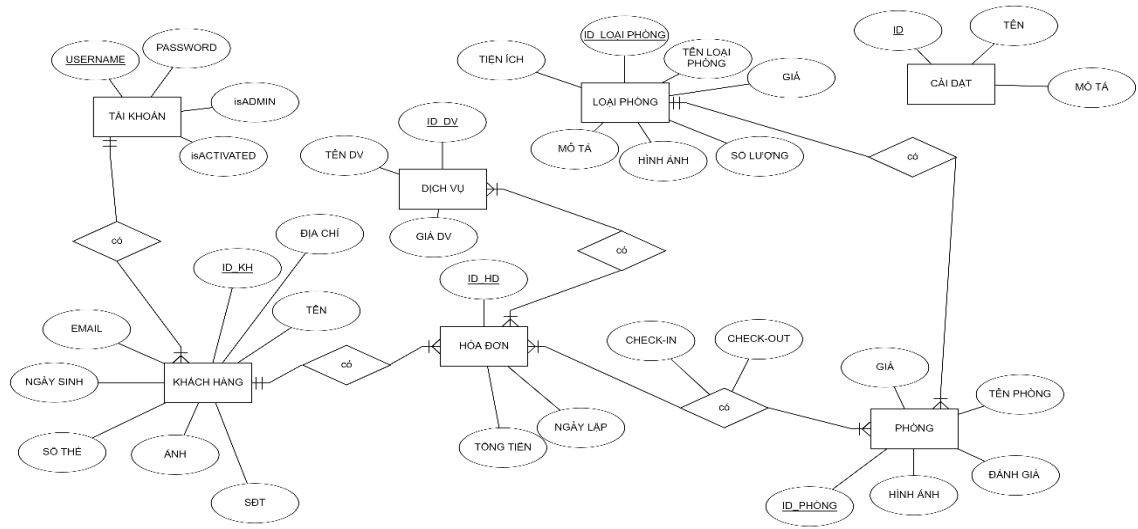 USERNAME
PASSWORD
isADMIN
isACTIVATED
TÀI KHOẢN
ID_LOẠI PHÒNG
TIỆN ÍCH
TÊN LOẠI
PHÒNG
GIÁ
LOẠI PHÒNG
MÔ TẢ
HÌNH ẢNH
SỐ LƯỢNG
ID
TÊN
CÀI ĐẶT
MÔ TẢ
ID_DV
TÊN DV
DỊCH VỤ
GIÁ DV
có
có
có
ĐỊA CHỈ
ID_KH
TÊN
EMAIL
NGÀY SINH
KHÁCH HÀNG
SỐ THẺ
ẢNH
SĐT
có
ID_HD
HÓA ĐƠN
TỔNG TIỀN
NGÀY LẬP
CHECK-IN
CHECK-OUT
có
GIÁ
TÊN PHÒNG
PHÒNG
ĐÁNH GIÁ
HÌNH ẢNH
ID_PHÒNG